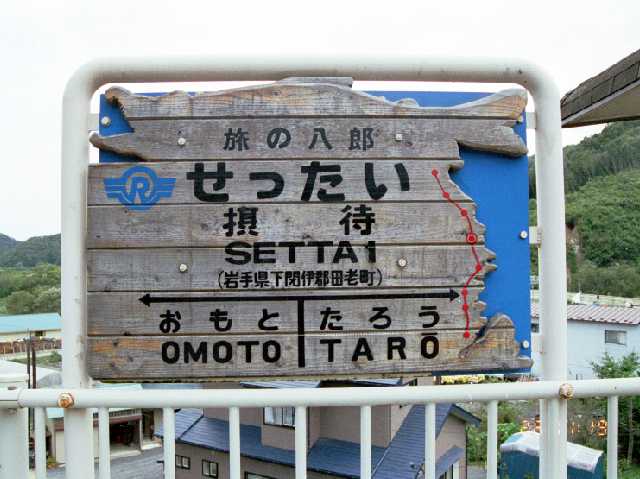 旅の八郎
R
せったい
摂待
SETTAI
(岩手県下閉伊郡田老町)
おもと たろう
OMOTO TARŌ